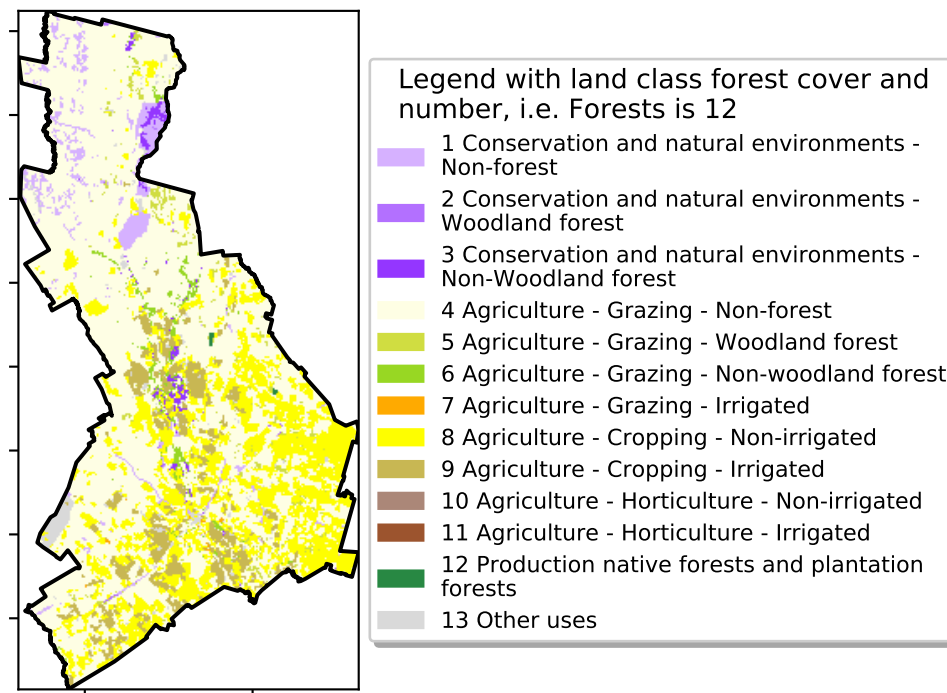 Legend with land class forest cover and
number, i.e. Forests is 12
1 Conservation and natural environments -
Non-forest
2 Conservation and natural environments -
Woodland forest
3 Conservation and natural environments -
Non-Woodland forest
4 Agriculture - Grazing - Non-forest
5 Agriculture - Grazing - Woodland forest
6 Agriculture - Grazing - Non-woodland forest
7 Agriculture - Grazing - Irrigated
8 Agriculture - Cropping - Non-irrigated
9 Agriculture - Cropping - Irrigated
10 Agriculture - Horticulture - Non-irrigated
11 Agriculture - Horticulture - Irrigated
12 Production native forests and plantation
forests
13 Other uses